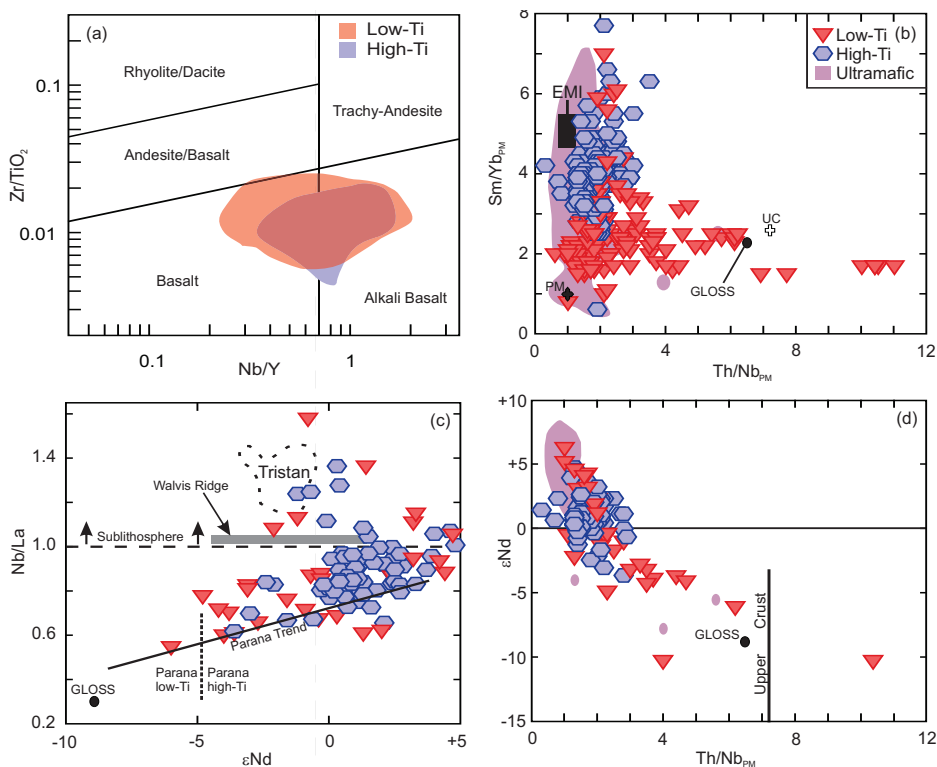 (a)
Low-Ti
High-Ti
Rhyolite/Dacite
Trachy-Andesite
Andesite/Basalt
Basalt
Alkali Basalt
0.1
0.01
Zr/TiO2
0.1
1
Nb/Y
(b)
Low-Ti
High-Ti
Ultramafic
EMI
UC
GLOSS
PM
8
6
4
2
0
Sm/YbPM
0
4
8
12
Th/NbPM
(c)
Tristan
Walvis Ridge
Sublithosphere
Parana Trend
Parana
low-Ti
Parana
high-Ti
GLOSS
1.4
1.0
0.6
0.2
Nb/La
-10
-5
0
+5
εNd
(d)
GLOSS
Upper Crust
+10
+5
0
-5
-10
-15
εNd
0
4
8
12
Th/NbPM